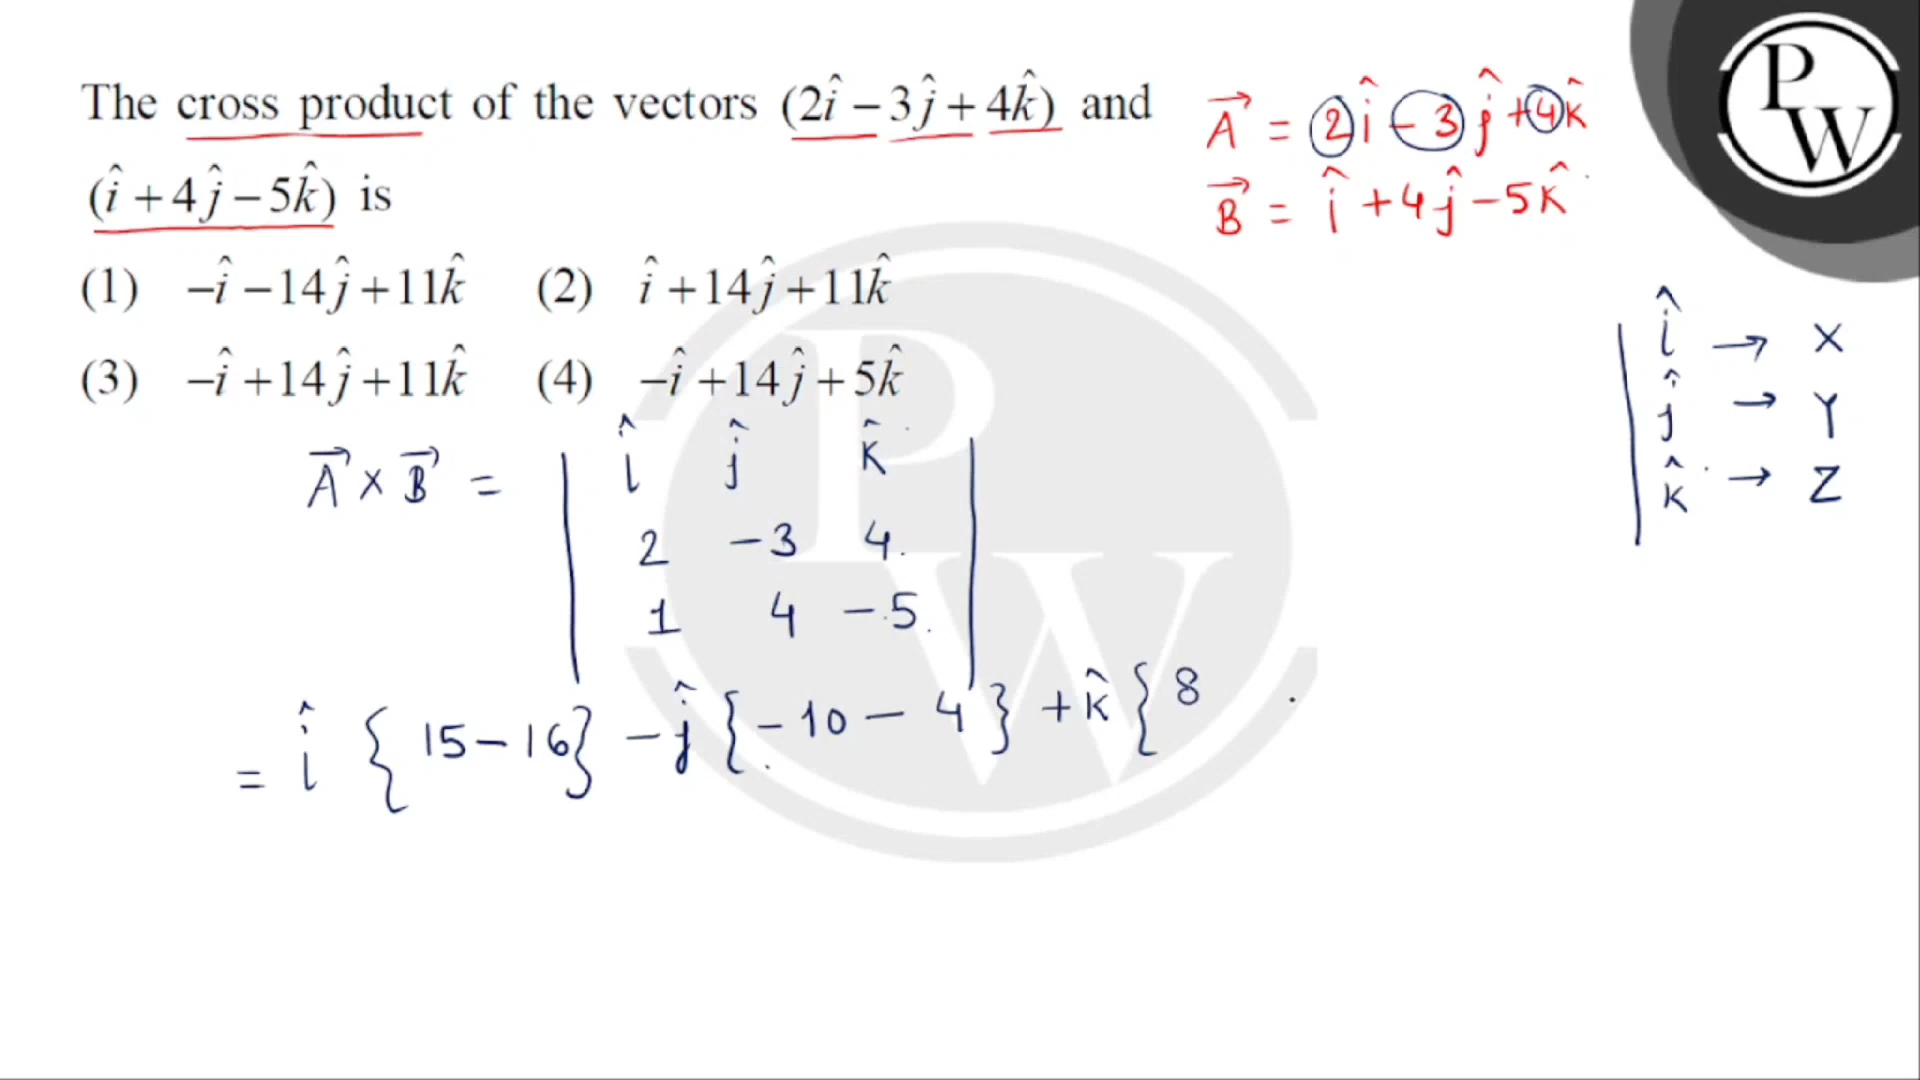 The cross product of the vectors (2î − 3ĵ + 4k̂) and
(î + 4ĵ − 5k̂) is
(1) −î − 14ĵ + 11k̂ (2) î + 14ĵ + 11k̂
(3) −î + 14ĵ + 11k̂ (4) −î + 14ĵ + 5k̂
A⃗ = 2î − 3ĵ + 4k̂
B⃗ = î + 4ĵ − 5k̂
PW
î → X
ĵ → Y
k̂ → Z
A⃗ × B⃗ = | î ĵ k̂ |
2 −3 4
1 4 −5
= î {15 − 16} − ĵ {−10 − 4} + k̂ {8
PW